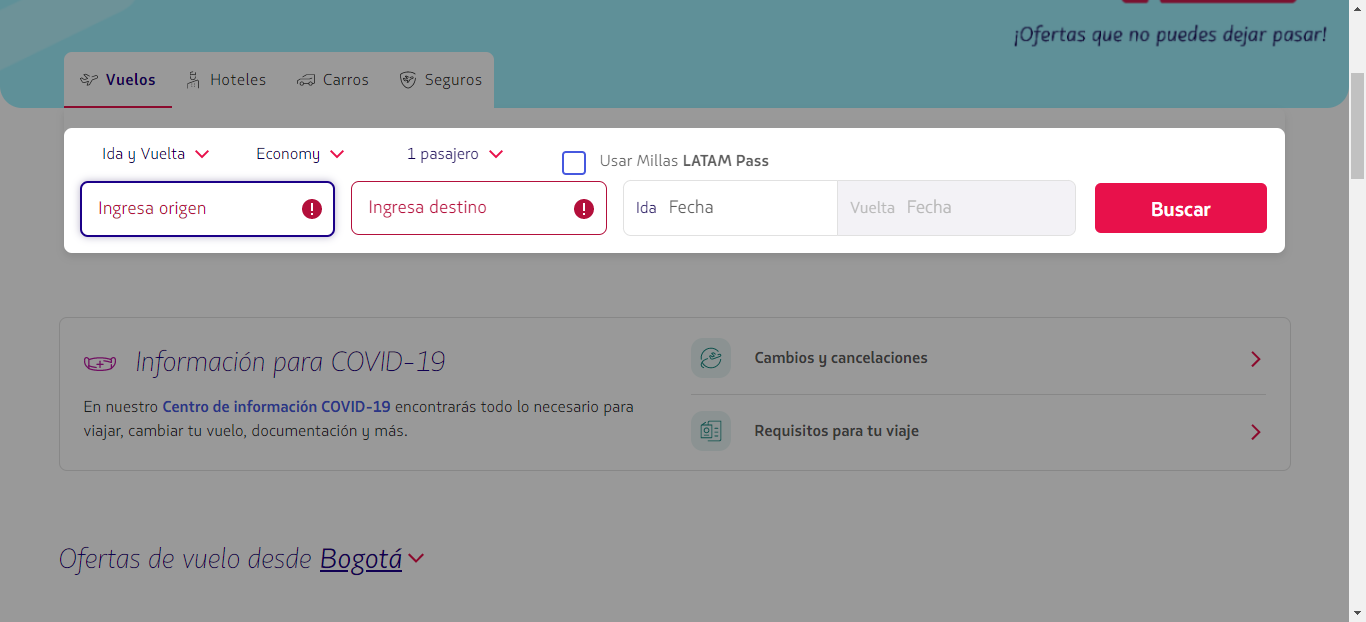 ¡Ofertas que no puedes dejar pasar!
Vuelos Hoteles Carros Seguros
Ida y Vuelta Economy 1 pasajero Usar Millas LATAM Pass
Ingresa origen Ingresa destino Ida Fecha Vuelta Fecha Buscar
Información para COVID-19
En nuestro Centro de información COVID-19 encontrarás todo lo necesario para
viajar, cambiar tu vuelo, documentación y más.
Cambios y cancelaciones
Requisitos para tu viaje
Ofertas de vuelo desde Bogotá